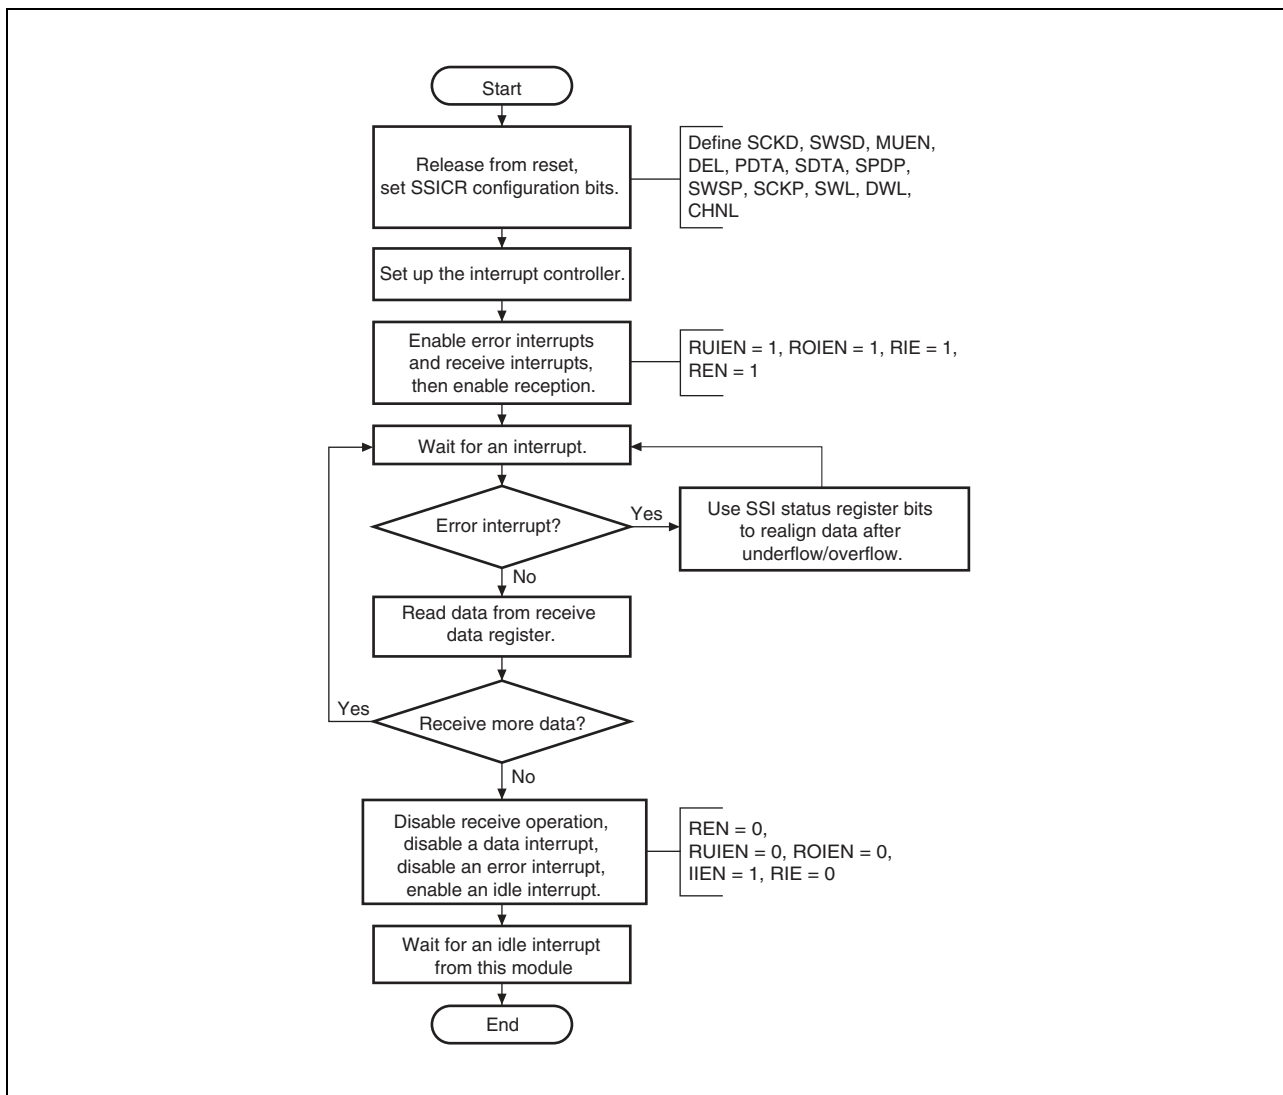 Start
Release from reset,
set SSICR configuration bits.
Define SCKD, SWSD, MUEN,
DEL, PDTA, SDTA, SPDP,
SWSP, SCKP, SWL, DWL,
CHNL
Set up the interrupt controller.
Enable error interrupts
and receive interrupts,
then enable reception.
RUIEN = 1, ROIEN = 1, RIE = 1,
REN = 1
Wait for an interrupt.
Error interrupt?
Yes
Use SSI status register bits
to realign data after
underflow/overflow.
No
Read data from receive
data register.
Yes
Receive more data?
No
Disable receive operation,
disable a data interrupt,
disable an error interrupt,
enable an idle interrupt.
REN = 0,
RUIEN = 0, ROIEN = 0,
IIEN = 1, RIE = 0
Wait for an idle interrupt
from this module
End